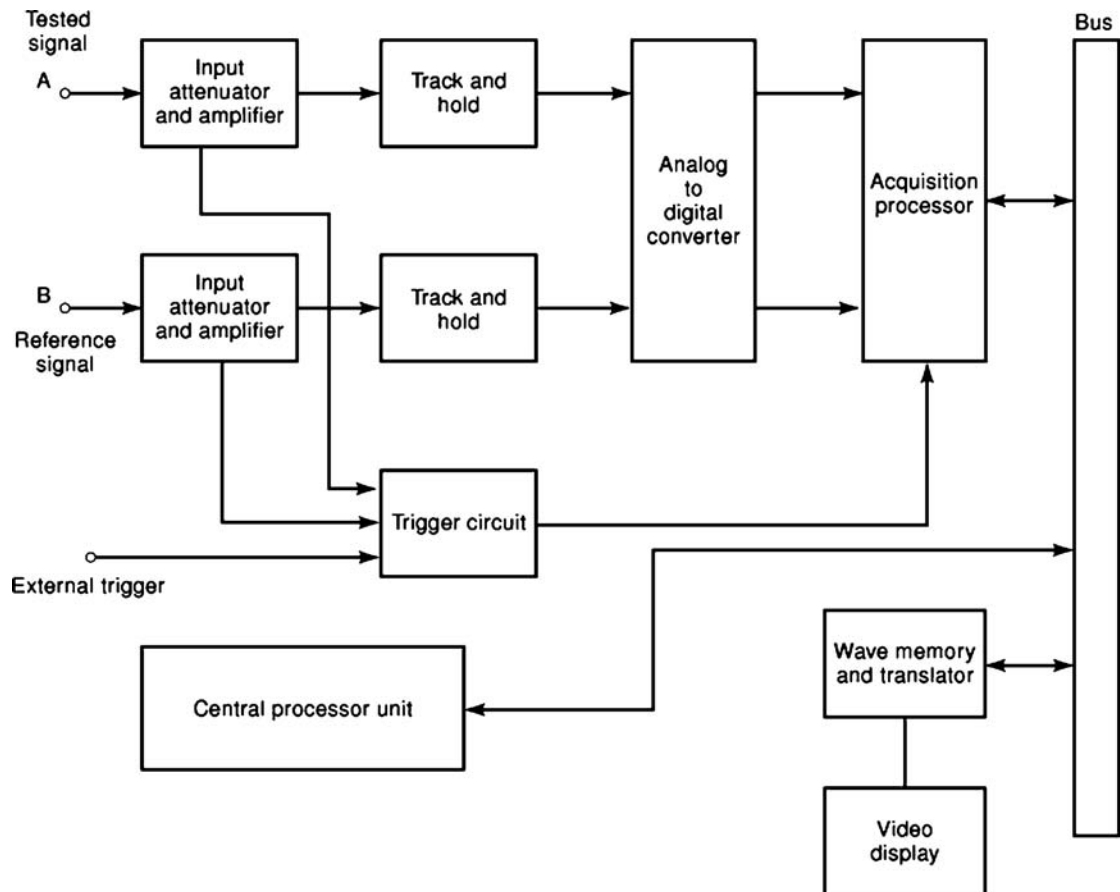 Tested
signal
A
Input
attenuator
and amplifier
Track and
hold
Analog
to
digital
converter
Acquisition
processor
Bus
B
Reference
signal
Input
attenuator
and amplifier
Track and
hold
Trigger circuit
External trigger
Central processor unit
Wave memory
and translator
Video
display